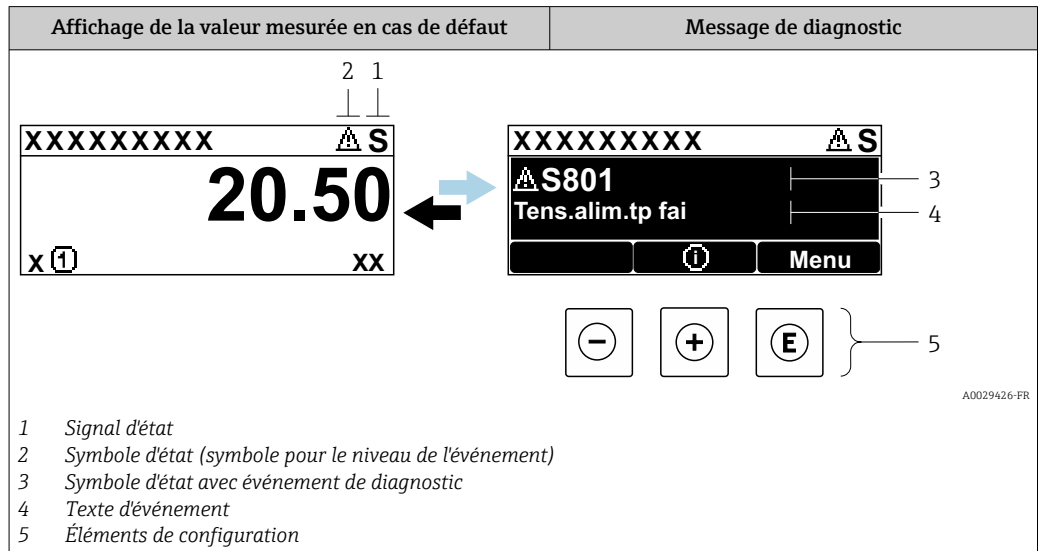 Affichage de la valeur mesurée en cas de défaut
Message de diagnostic
2 1
XXXXXXXXX ⚠ S
20.50
x ① xx
XXXXXXXXX ⚠ S
⚠S801
Tens.alim.tp fai
ⓘ Menu
3
4
− + E
5
A0029426-FR
1 Signal d'état
2 Symbole d'état (symbole pour le niveau de l'événement)
3 Symbole d'état avec événement de diagnostic
4 Texte d'événement
5 Éléments de configuration